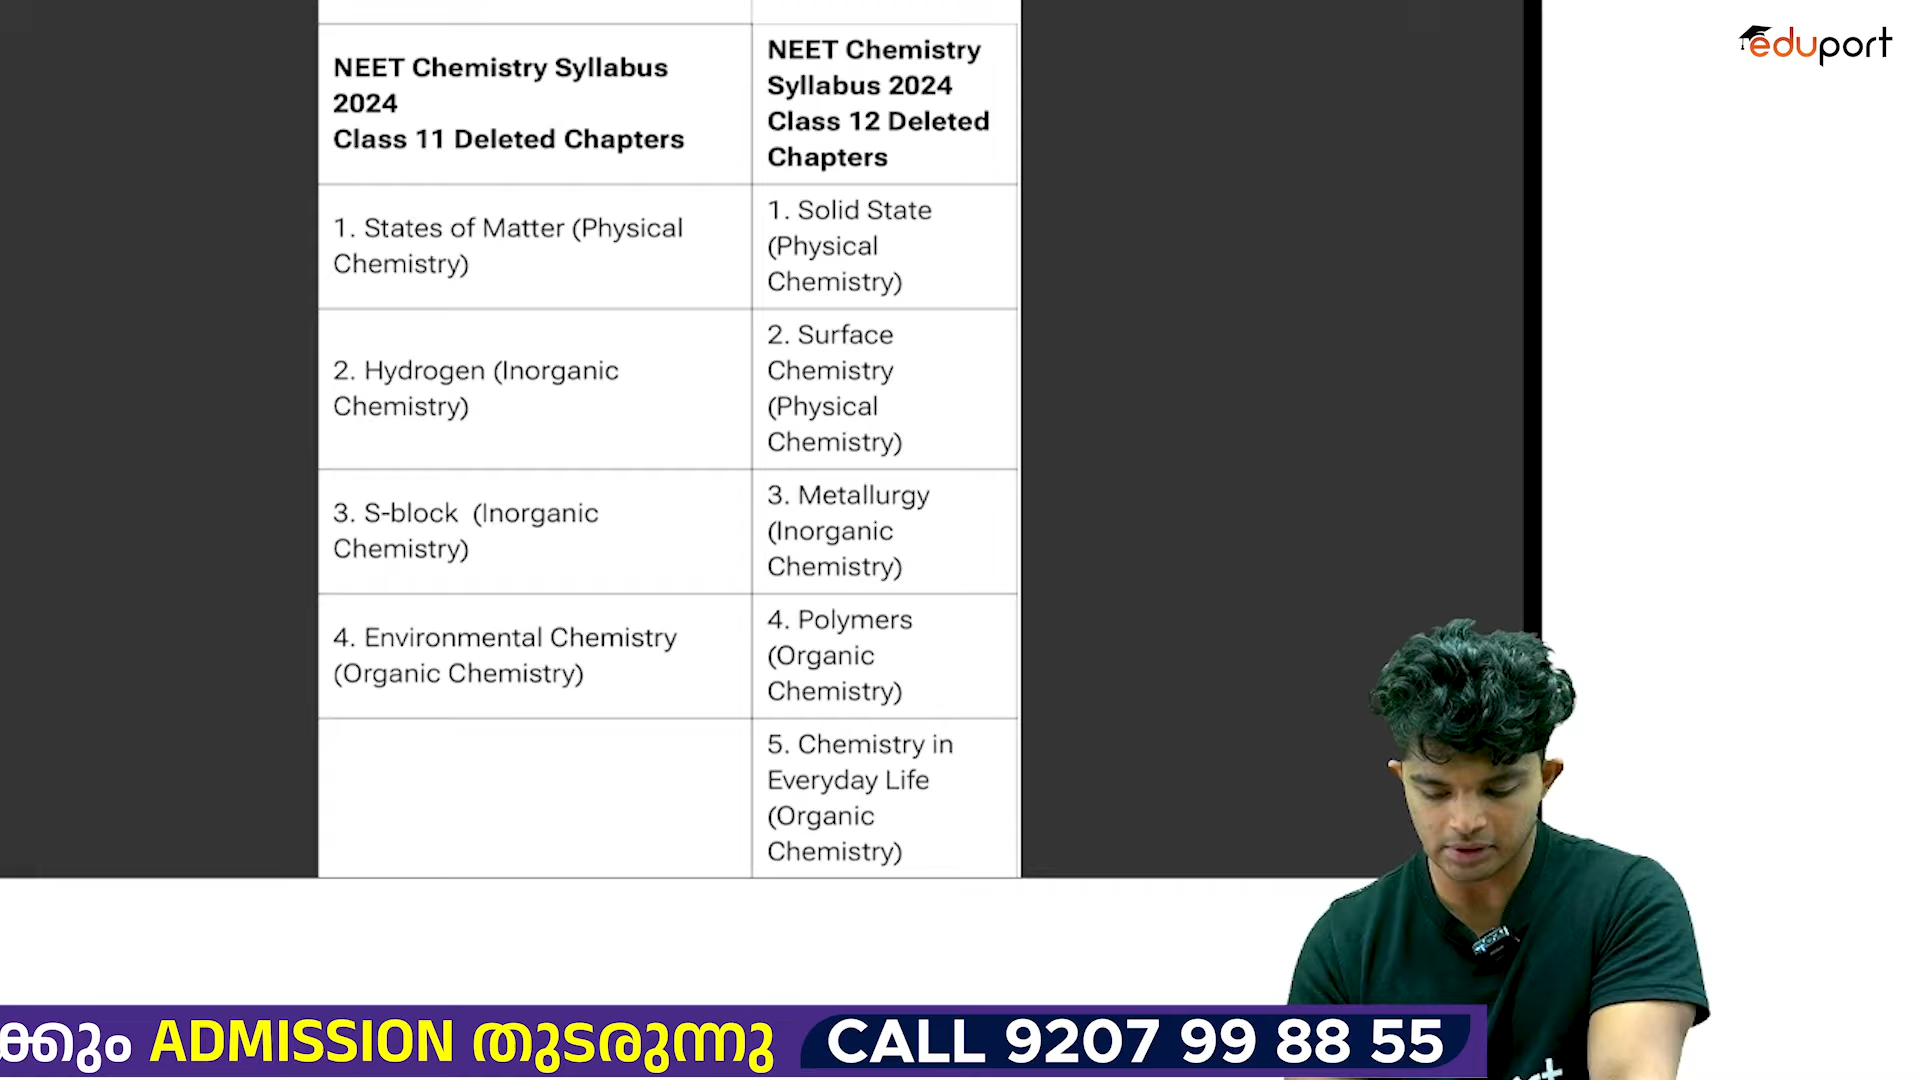 eduport
NEET Chemistry Syllabus
2024
Class 11 Deleted Chapters
NEET Chemistry
Syllabus 2024
Class 12 Deleted
Chapters
1. States of Matter (Physical
Chemistry)
1. Solid State
(Physical
Chemistry)
2. Hydrogen (Inorganic
Chemistry)
2. Surface
Chemistry
(Physical
Chemistry)
3. S-block (Inorganic
Chemistry)
3. Metallurgy
(Inorganic
Chemistry)
4. Environmental Chemistry
(Organic Chemistry)
4. Polymers
(Organic
Chemistry)
5. Chemistry in
Everyday Life
(Organic
Chemistry)
ക്കും ADMISSION തുടരുന്നു
CALL 9207 99 88 55